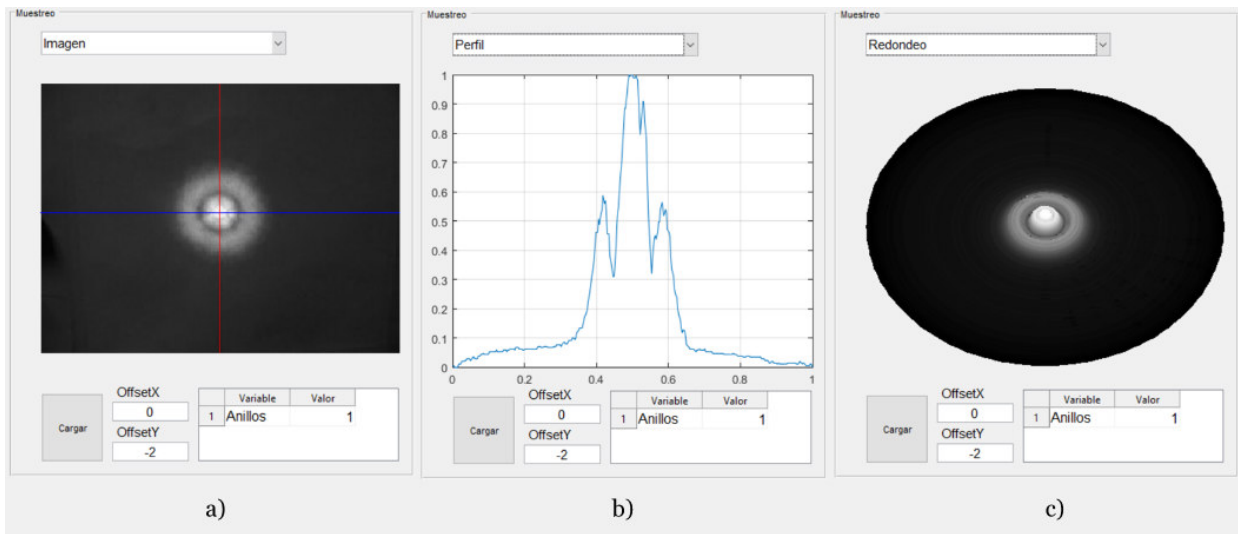 Muestreo
Imagen
OffsetX
0
OffsetY
-2
Cargar
Variable Valor
1 Anillos 1
a)
Muestreo
Perfil
1
0.9
0.8
0.7
0.6
0.5
0.4
0.3
0.2
0.1
0
0 0.2 0.4 0.6 0.8 1
OffsetX
0
OffsetY
-2
Cargar
Variable Valor
1 Anillos 1
b)
Muestreo
Redondeo
OffsetX
0
OffsetY
-2
Cargar
Variable Valor
1 Anillos 1
c)